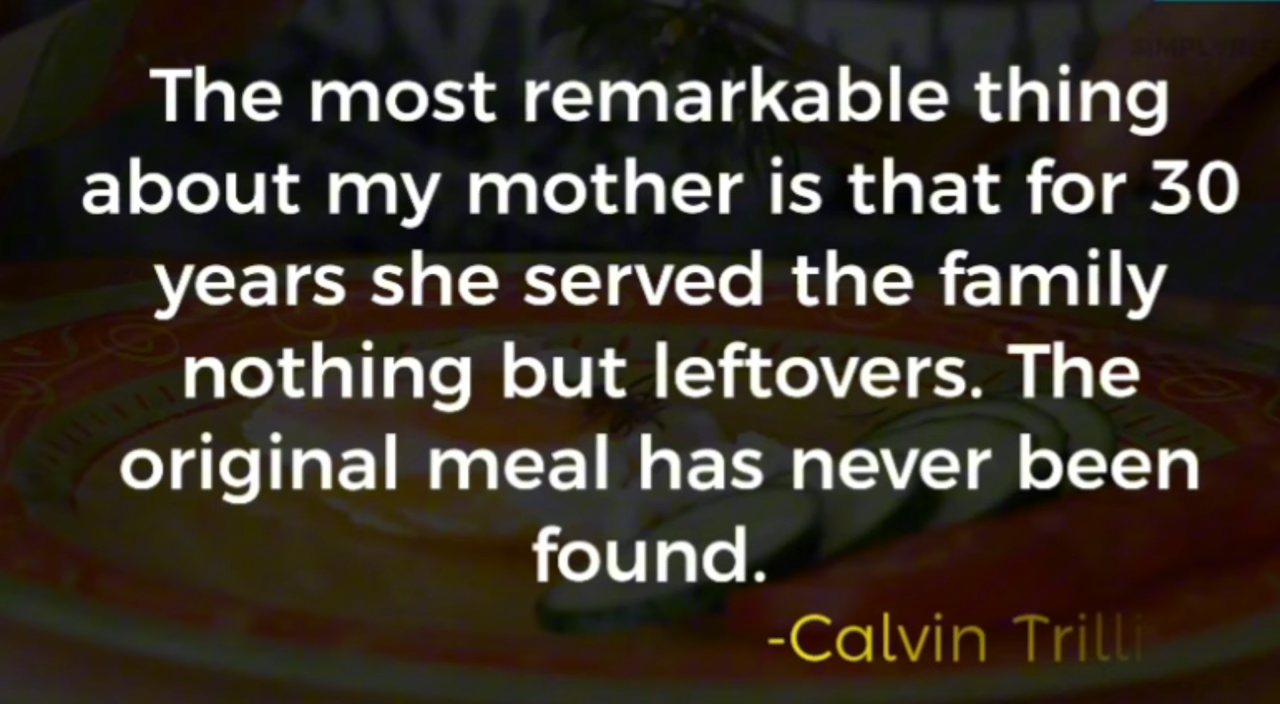 The most remarkable thing
about my mother is that for 30
years she served the family
nothing but leftovers. The
original meal has never been
found.
-Calvin Trilli